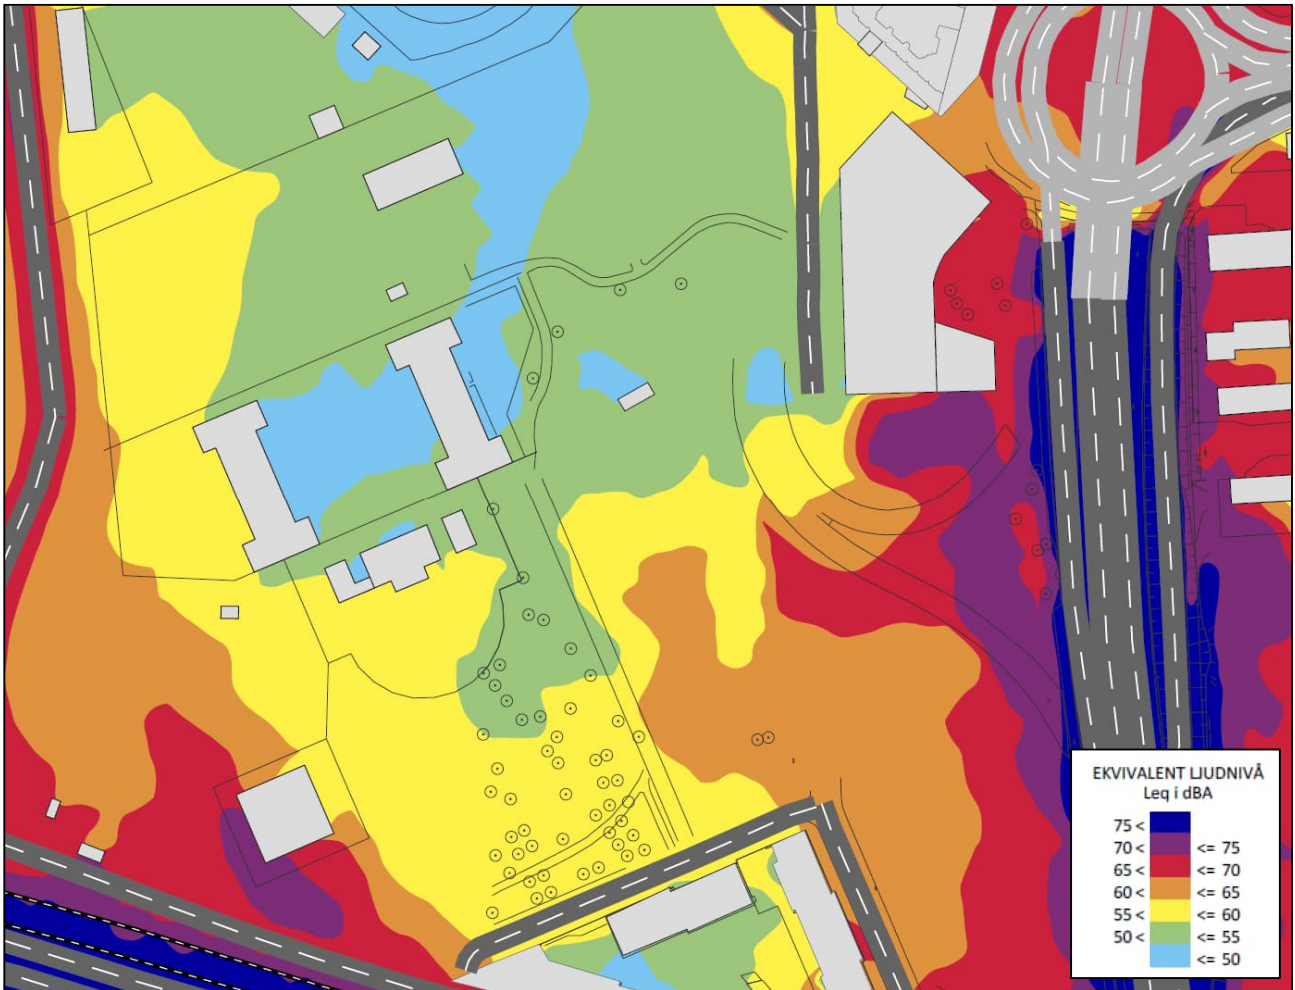 EKVIVALENT LJUDNIVÅ
Leq i dBA
75 <
70 < <= 75
65 < <= 70
60 < <= 65
55 < <= 60
50 < <= 55
<= 50